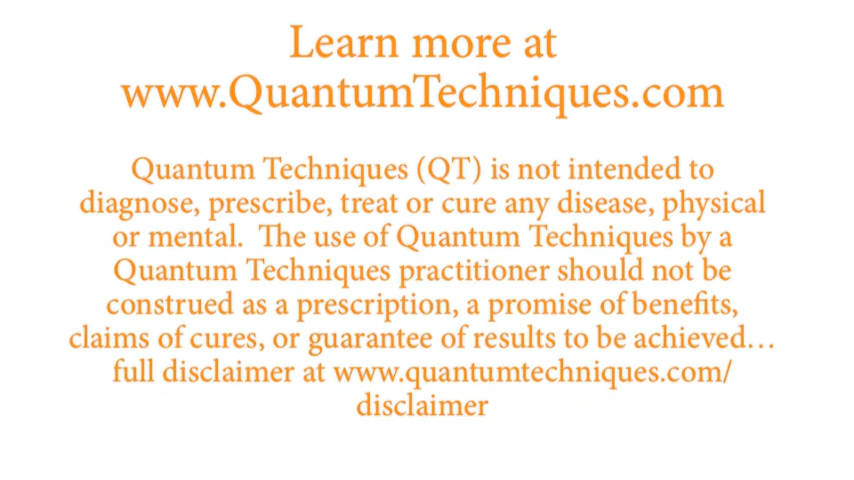 Learn more at
www.QuantumTechniques.com
Quantum Techniques (QT) is not intended to
diagnose, prescribe, treat or cure any disease, physical
or mental.  The use of Quantum Techniques by a
Quantum Techniques practitioner should not be
construed as a prescription, a promise of benefits,
claims of cures, or guarantee of results to be achieved…
full disclaimer at www.quantumtechniques.com/
disclaimer